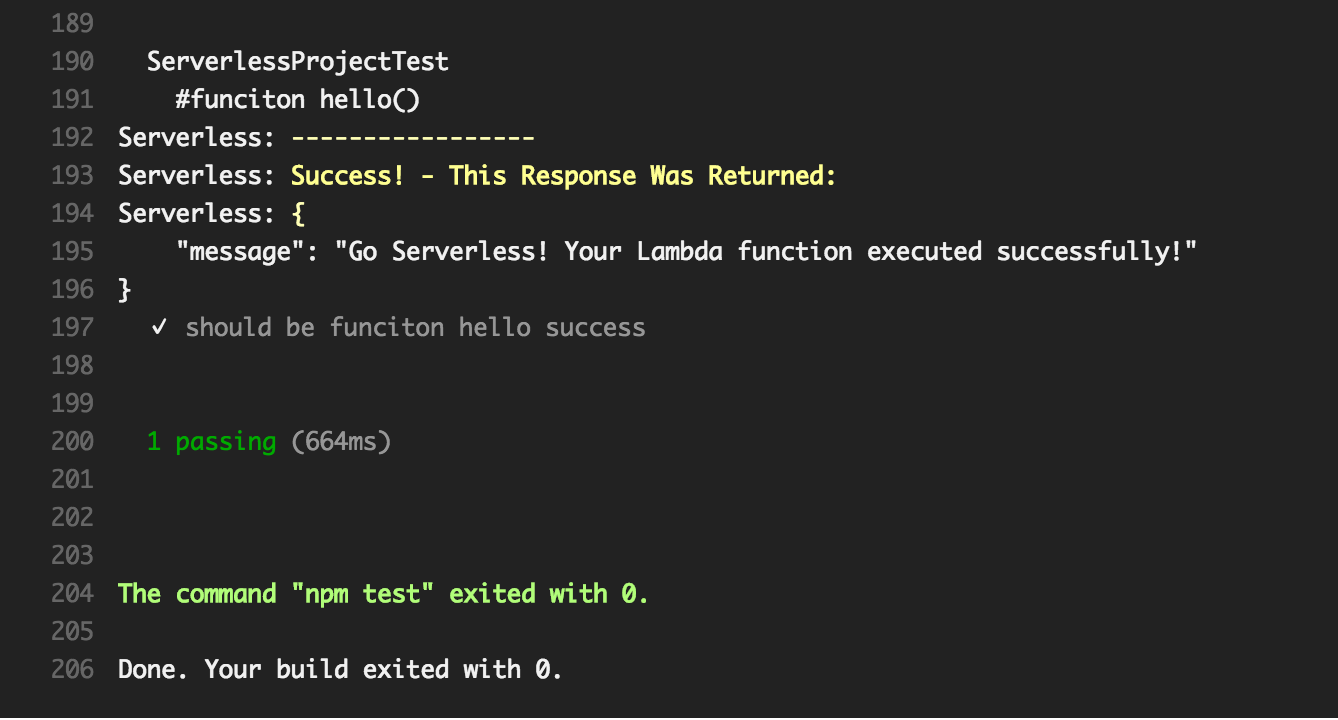 189
190 ServerlessProjectTest
191 #funciton hello()
192 Serverless: -----------------
193 Serverless: Success! - This Response Was Returned:
194 Serverless: {
195 "message": "Go Serverless! Your Lambda function executed successfully!"
196 }
197 ✓ should be funciton hello success
198
199
200 1 passing (664ms)
201
202
203
204 The command "npm test" exited with 0.
205
206 Done. Your build exited with 0.